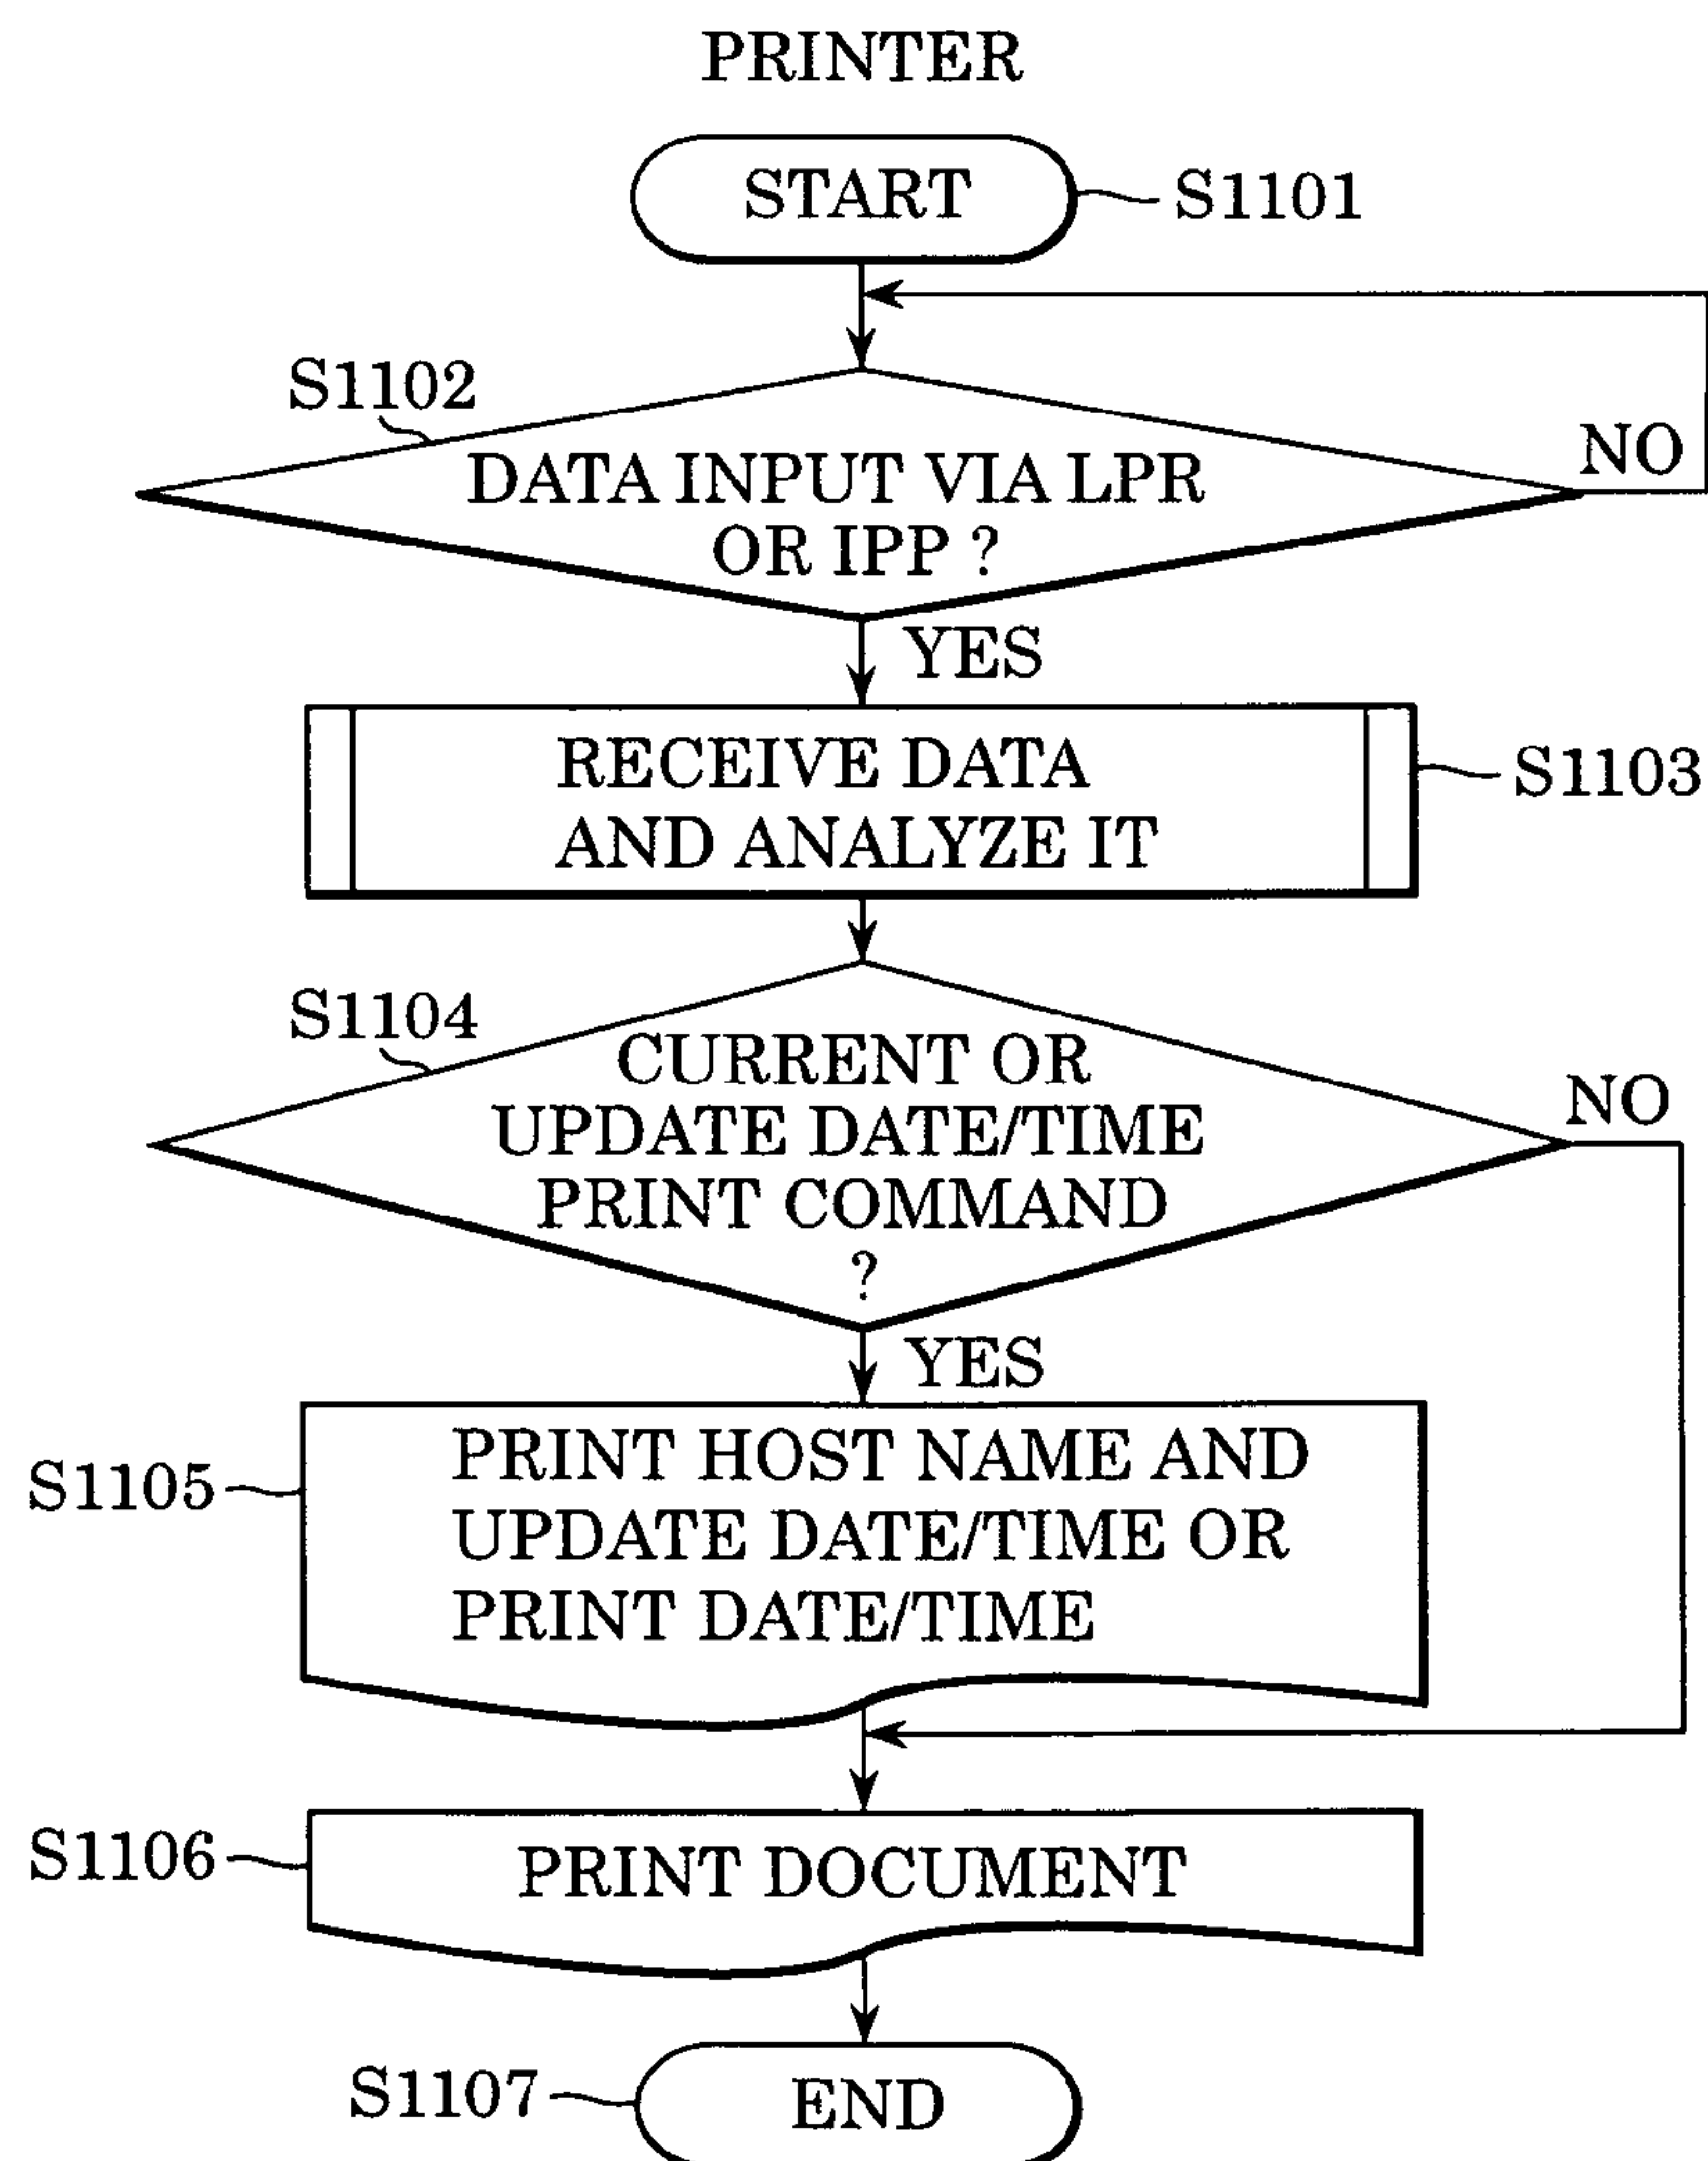 PRINTER
START
S1101
S1102
NO
DATA INPUT VIA LPR
OR IPP ?
YES
RECEIVE DATA
AND ANALYZE IT
S1103
S1104
CURRENT OR
UPDATE DATE/TIME
PRINT COMMAND
?
NO
YES
S1105
PRINT HOST NAME AND
UPDATE DATE/TIME OR
PRINT DATE/TIME
S1106
PRINT DOCUMENT
S1107
END